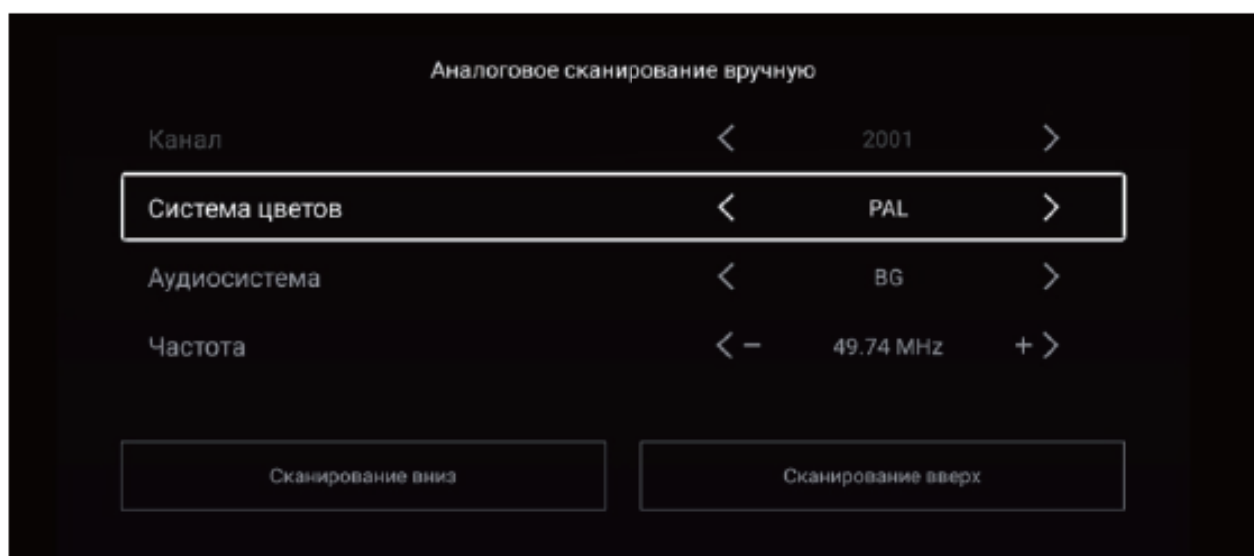 Аналоговое сканирование вручную
Канал < 2001 >
Система цветов < PAL >
Аудиосистема < BG >
Частота < − 49.74 MHz + >
Сканирование вниз Сканирование вверх